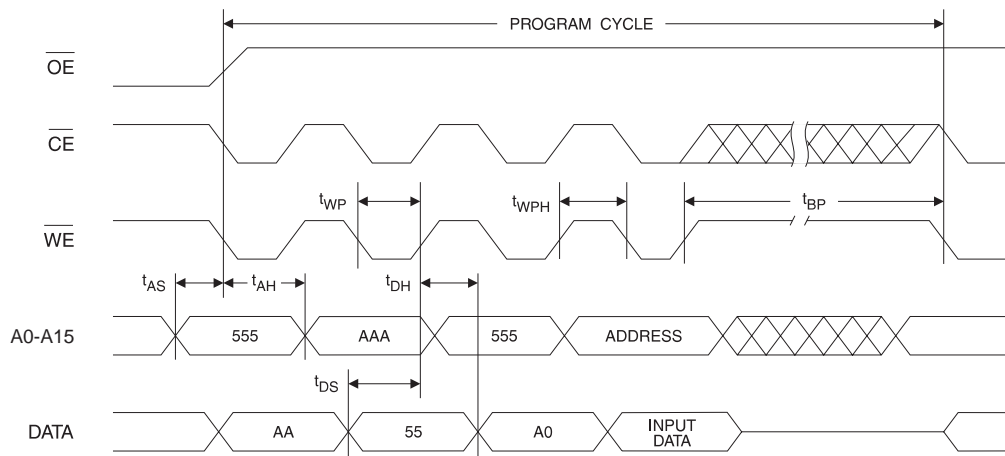 PROGRAM CYCLE
OE
CE
tWP
tWPH
tBP
WE
tAS
tAH
tDH
A0-A15
555
AAA
555
ADDRESS
tDS
DATA
AA
55
A0
INPUT
DATA